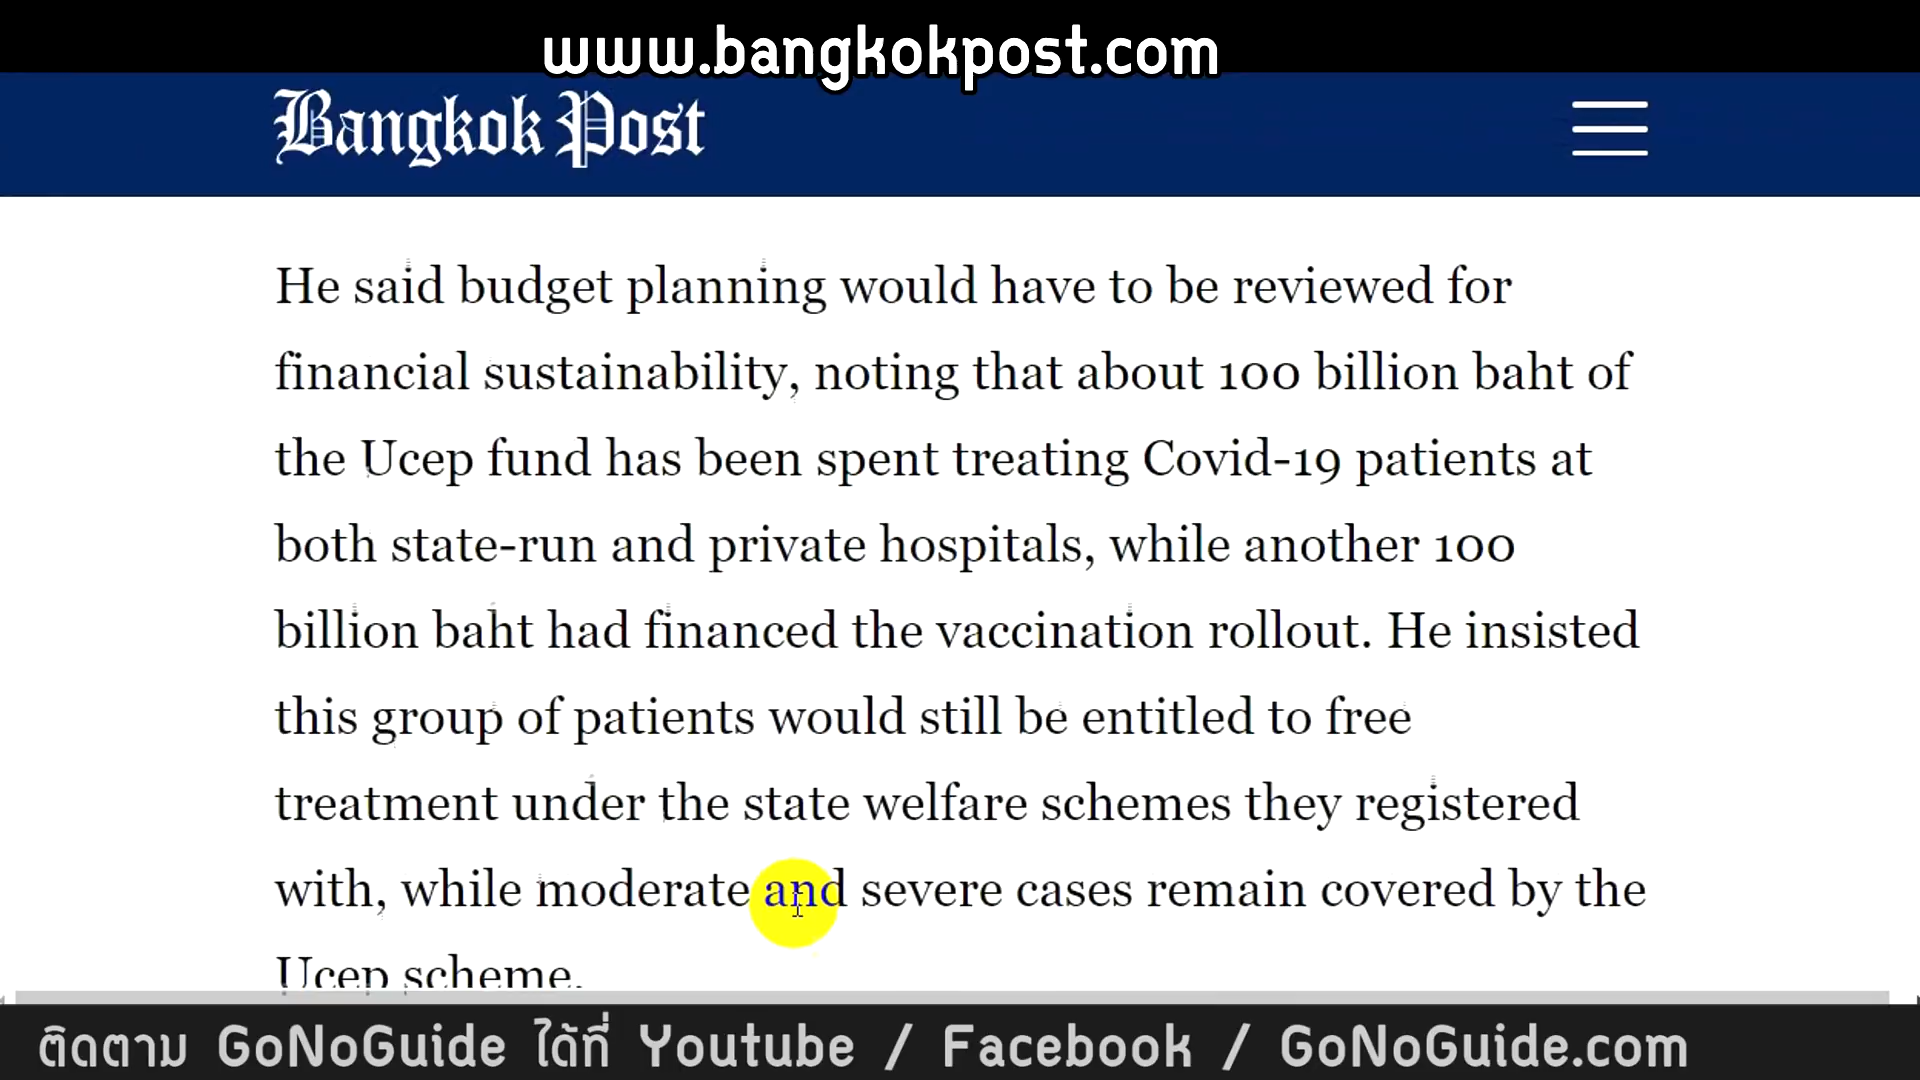 www.bangkokpost.com
Bangkok Post
He said budget planning would have to be reviewed for
financial sustainability, noting that about 100 billion baht of
the Ucep fund has been spent treating Covid-19 patients at
both state-run and private hospitals, while another 100
billion baht had financed the vaccination rollout. He insisted
this group of patients would still be entitled to free
treatment under the state welfare schemes they registered
with, while moderate and severe cases remain covered by the
Ucep scheme.
ติดตาม GoNoGuide ได้ที่ Youtube / Facebook / GoNoGuide.com